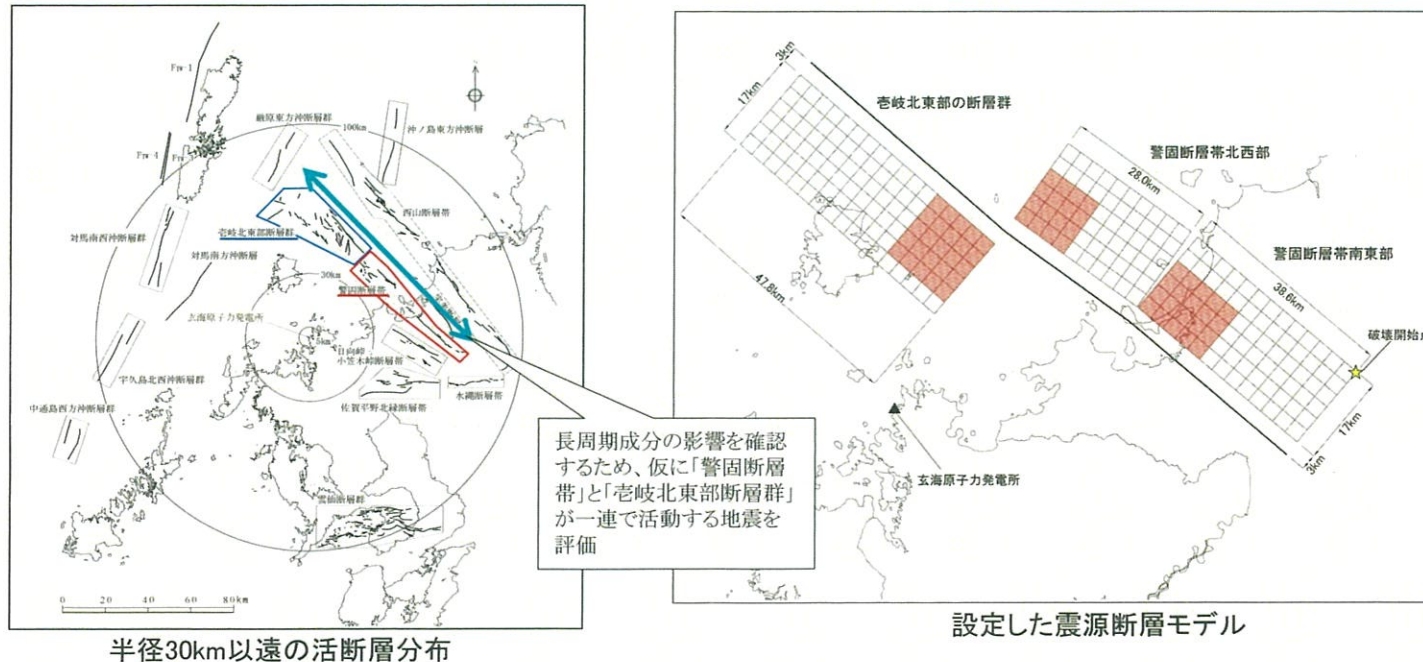 Fnw-1
厳原東方沖断層群
100km
沖ノ島東方沖断層
西山断層帯
対馬南西沖断層群
壱岐北東部断層群
対馬南方沖断層
30km
警固断層帯
玄海原子力発電所
5km
日向峠
小笠木峠断層帯
宇久島北西沖断層群
水縄断層帯
佐賀平野北縁断層帯
中通島西方沖断層群
雲仙断層群
0 20 40 60 80km
半径30km以遠の活断層分布
長周期成分の影響を確認
するため、仮に「警固断層
帯」と「壱岐北東部断層群」
が一連で活動する地震を
評価
3km
17km
壱岐北東部の断層群
警固断層帯北西部
28.0km
警固断層帯南東部
38.6km
47.8km
破壊開始点
17km
3km
玄海原子力発電所
設定した震源断層モデル